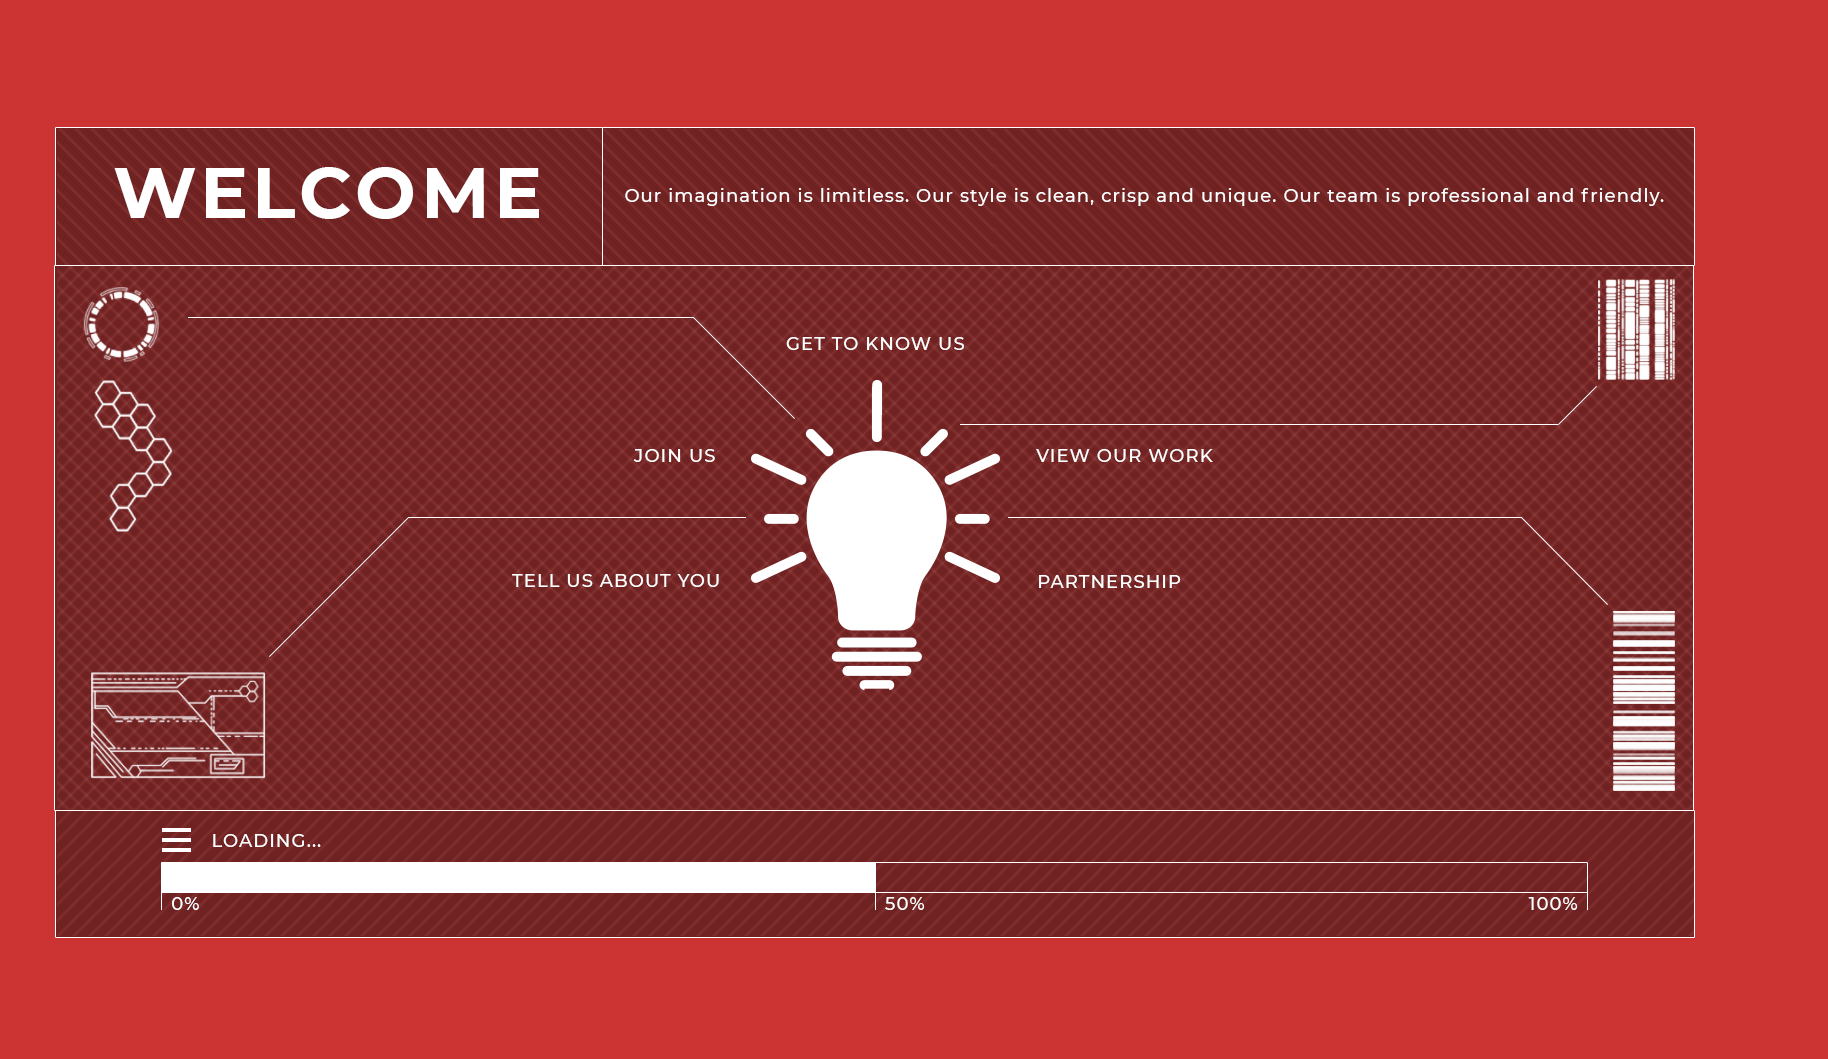 WELCOME
Our imagination is limitless. Our style is clean, crisp and unique. Our team is professional and friendly.
GET TO KNOW US
JOIN US
VIEW OUR WORK
TELL US ABOUT YOU
PARTNERSHIP
LOADING...
0%
50%
100%